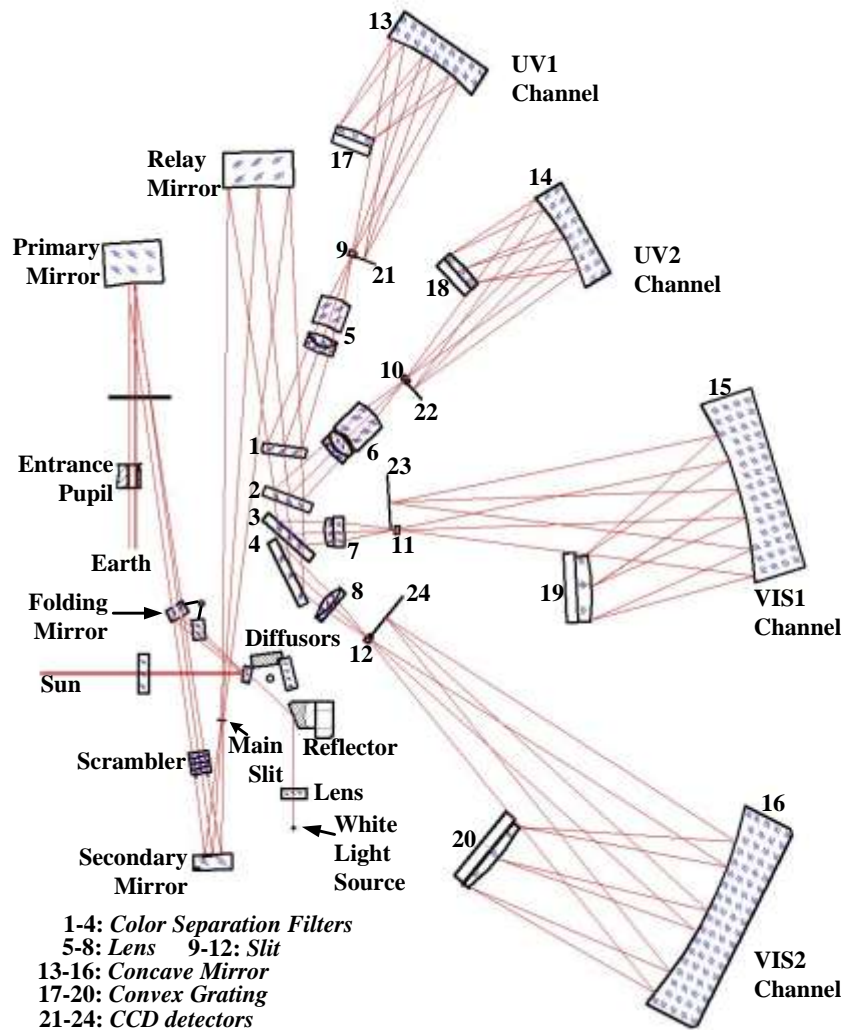 13
UV1
Channel
17
Relay
Mirror
14
9
21
Primary
Mirror
UV2
Channel
18
5
10
22
15
1
6
23
Entrance
Pupil
2
3
4
7
11
Earth
8
24
19
VIS1
Channel
Folding
Mirror
Diffusors
12
Sun
Main
Slit
Reflector
Scrambler
Lens
White
Light
Source
16
20
Secondary
Mirror
1-4: Color Separation Filters
5-8: Lens 9-12: Slit
13-16: Concave Mirror
17-20: Convex Grating
21-24: CCD detectors
VIS2
Channel